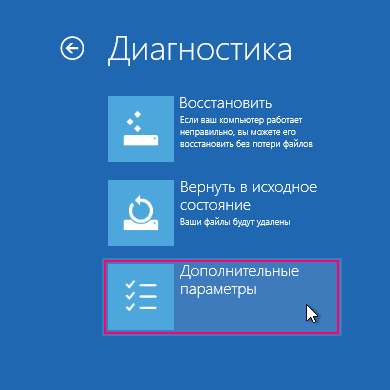 Диагностика
Восстановить
Если ваш компьютер работает
неправильно, вы можете его
восстановить без потери файлов
Вернуть в исходное
состояние
Ваши файлы будут удалены
Дополнительные
параметры